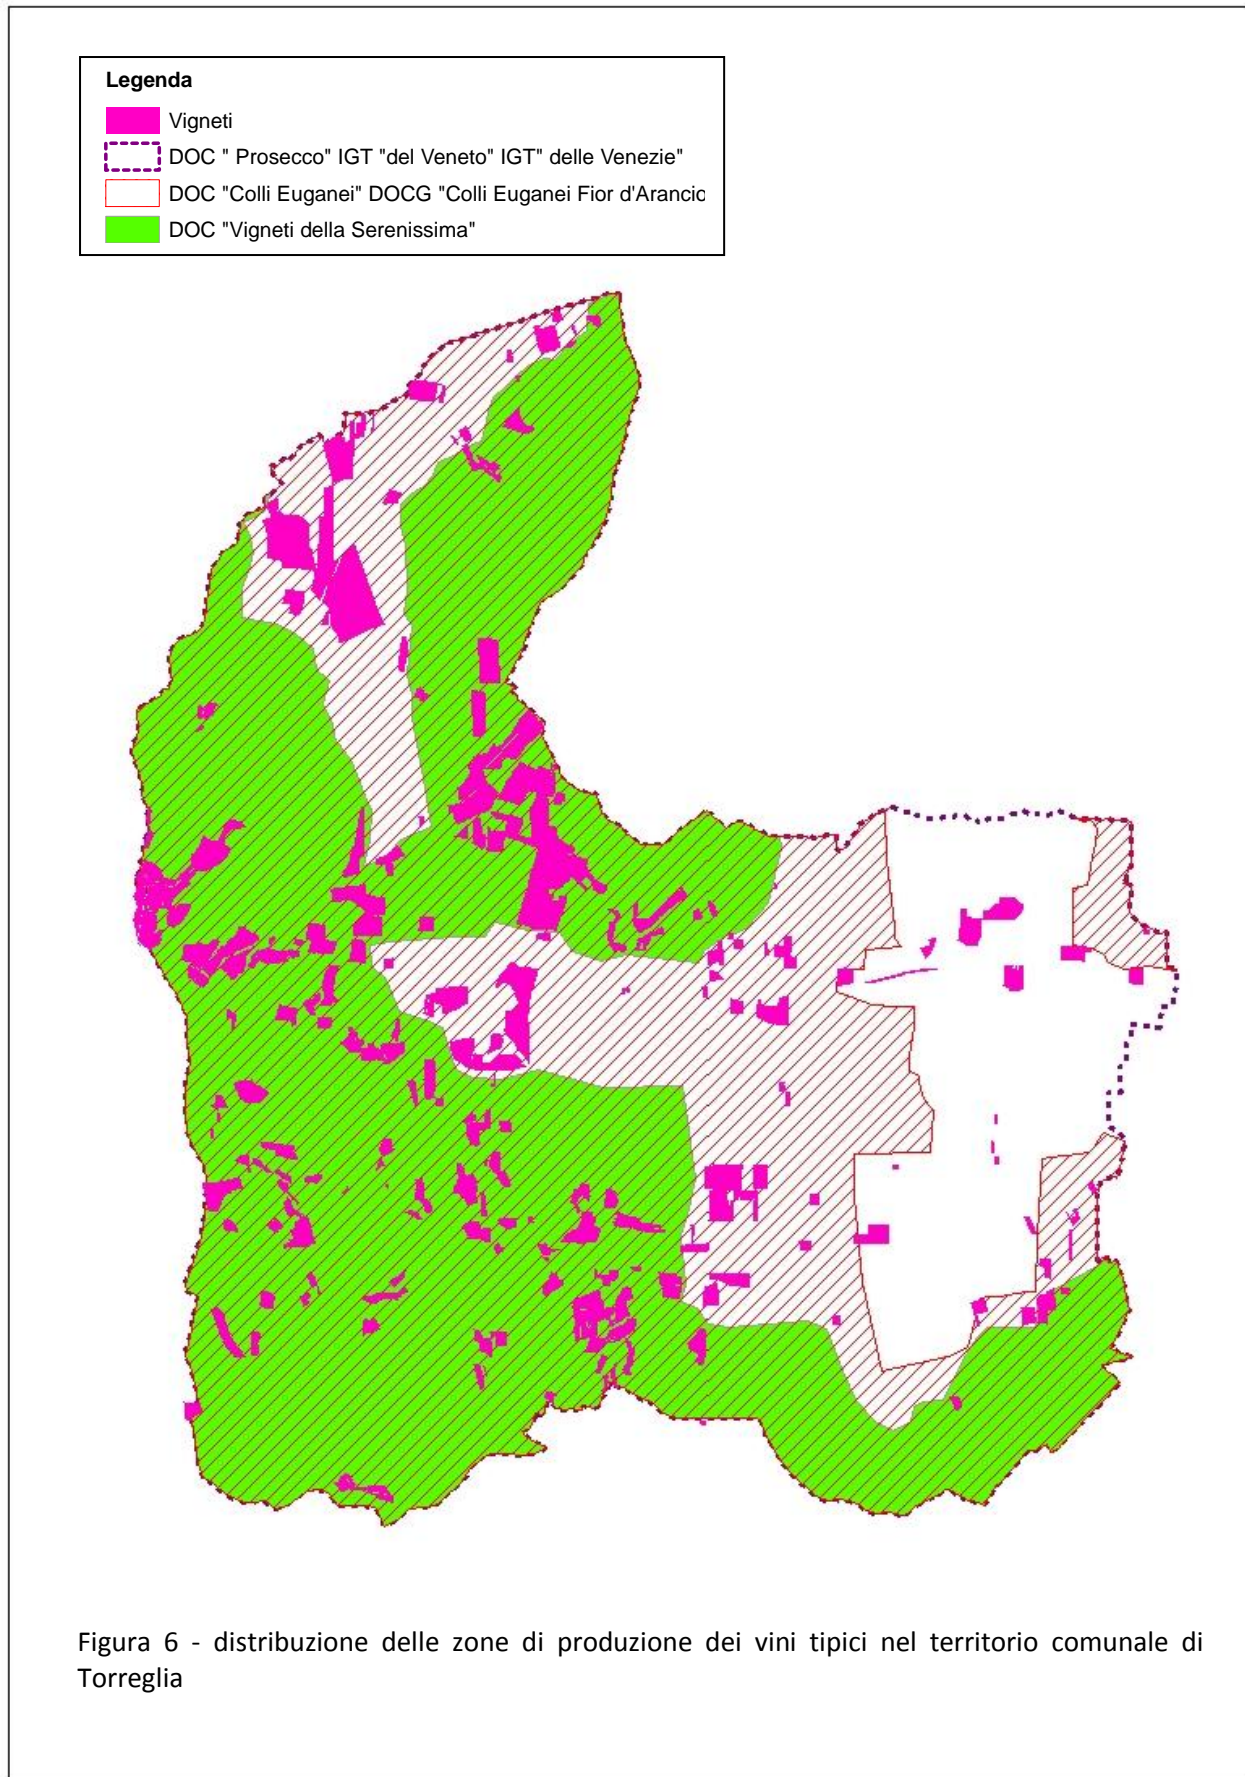 Legenda
Vigneti
DOC " Prosecco" IGT "del Veneto" IGT" delle Venezie"
DOC "Colli Euganei" DOCG "Colli Euganei Fior d'Arancio
DOC "Vigneti della Serenissima"
Figura 6 - distribuzione delle zone di produzione dei vini tipici nel territorio comunale di
Torreglia